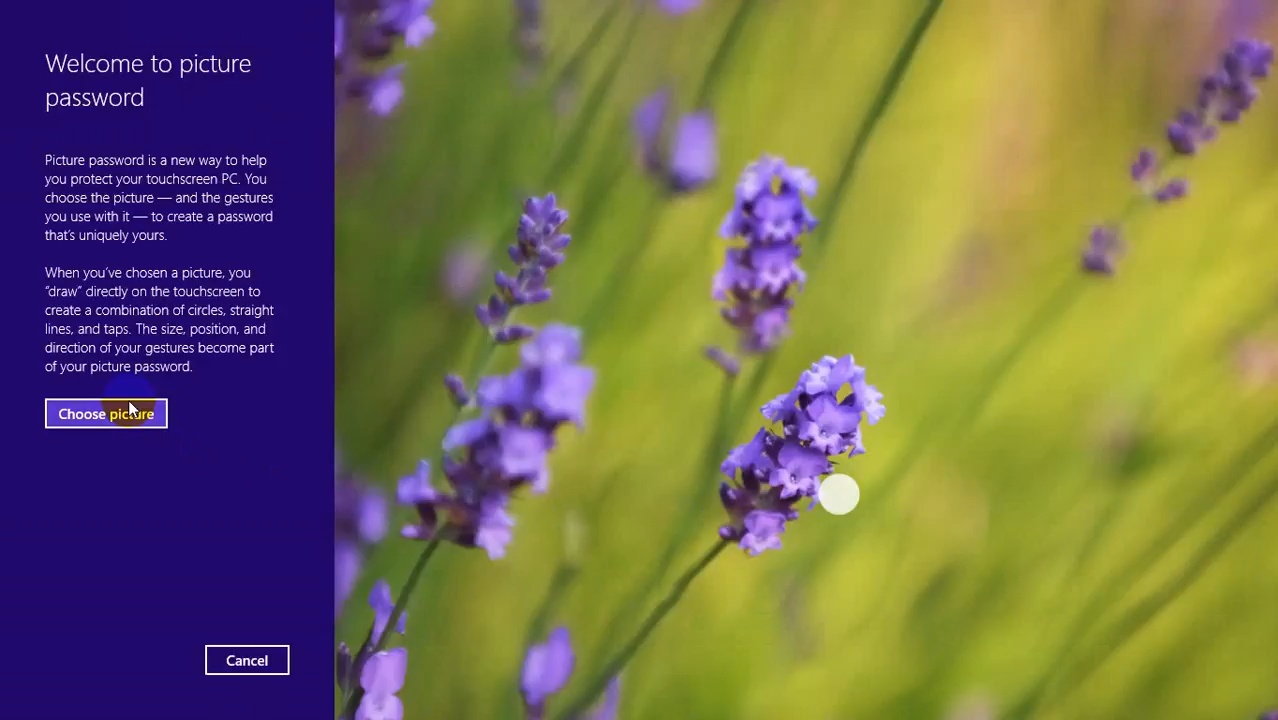 Welcome to picture
password
Picture password is a new way to help
you protect your touchscreen PC. You
choose the picture — and the gestures
you use with it — to create a password
that's uniquely yours.
When you've chosen a picture, you
“draw” directly on the touchscreen to
create a combination of circles, straight
lines, and taps. The size, position, and
direction of your gestures become part
of your picture password.
Choose picture
Cancel